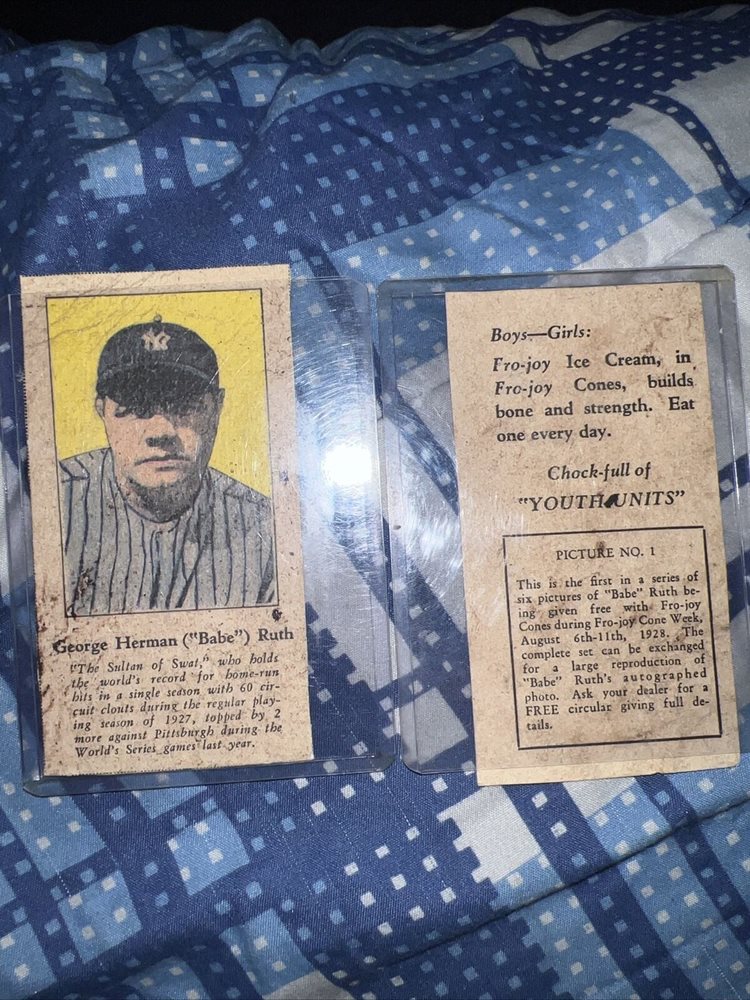 NY
George Herman ("Babe") Ruth
"The Sultan of Swat," who holds
the world's record for home-run
hits in a single season with 60 cir-
cuit clouts during the regular play-
ing season of 1927, topped by 2
more against Pittsburgh during the
World's Series games last year.
Boys—Girls:
Fro-joy Ice Cream, in
Fro-joy Cones, builds
bone and strength. Eat
one every day.
Chock-full of
"YOUTH UNITS"
PICTURE NO. 1
This is the first in a series of
six pictures of "Babe" Ruth be-
ing given free with Fro-joy
Cones during Fro-joy Cone Week,
August 6th-11th, 1928. The
complete set can be exchanged
for a large reproduction of
"Babe" Ruth's autographed
photo. Ask your dealer for a
FREE circular giving full de-
tails.